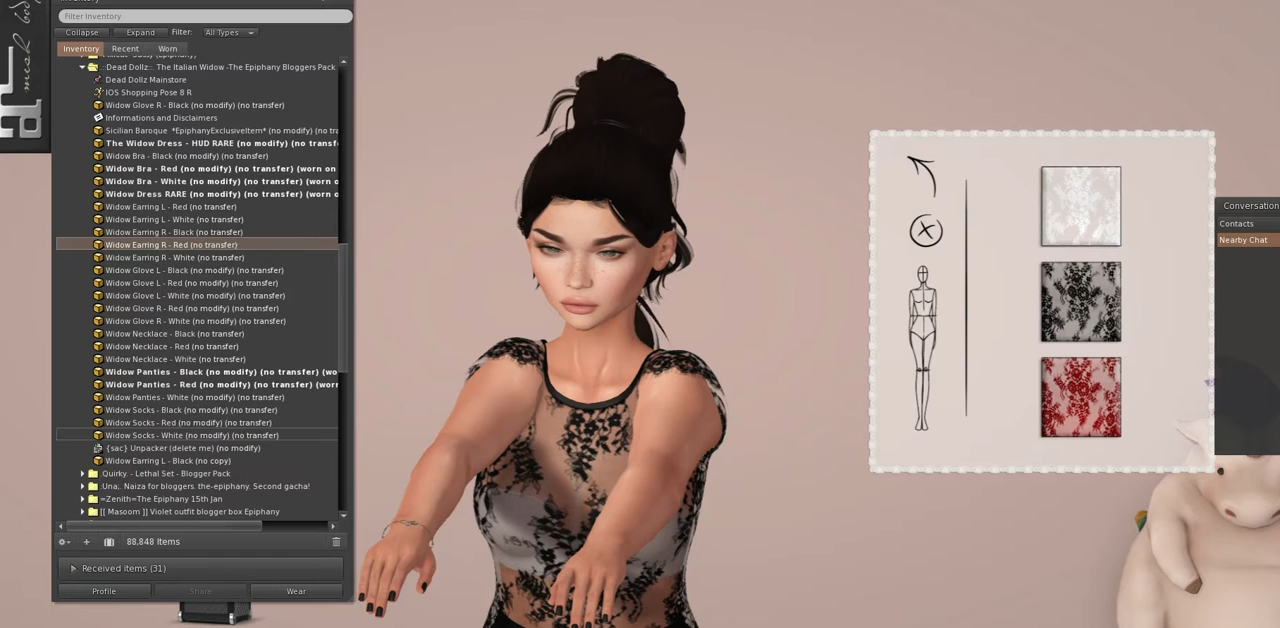 Filter Inventory
Collapse Expand Filter: All Types
Inventory Recent Worn
.:Dead Dollz:. The Italian Widow -The Epiphany Bloggers Pack
Dead Dollz Mainstore
IOS Shopping Pose 8 R
Widow Glove R - Black (no modify) (no transfer)
Informations and Disclaimers
Sicilian Baroque *EpiphanyExclusiveItem* (no modify) (no tra
The Widow Dress - HUD RARE (no modify) (no transf
Widow Bra - Black (no modify) (no transfer)
Widow Bra - Red (no modify) (no transfer) (worn on
Widow Bra - White (no modify) (no transfer) (worn o
Widow Dress RARE (no modify) (no transfer) (worn o
Widow Earring L - Red (no transfer)
Widow Earring L - White (no transfer)
Widow Earring R - Black (no transfer)
Widow Earring R - Red (no transfer)
Widow Earring R - White (no transfer)
Widow Glove L - Black (no modify) (no transfer)
Widow Glove L - Red (no modify) (no transfer)
Widow Glove L - White (no modify) (no transfer)
Widow Glove R - Red (no modify) (no transfer)
Widow Glove R - White (no modify) (no transfer)
Widow Necklace - Black (no transfer)
Widow Necklace - Red (no transfer)
Widow Necklace - White (no transfer)
Widow Panties - Black (no modify) (no transfer) (wo
Widow Panties - Red (no modify) (no transfer) (worn
Widow Panties - White (no modify) (no transfer)
Widow Socks - Black (no modify) (no transfer)
Widow Socks - Red (no modify) (no transfer)
Widow Socks - White (no modify) (no transfer)
{sac} Unpacker (delete me) (no modify)
Widow Earring L - Black (no copy)
.Quirky. - Lethal Set - Blogger Pack
.Una;. Naiza for bloggers. the-epiphany. Second gacha!
=Zenith=The Epiphany 15th Jan
[[ Masoom ]] Violet outfit blogger box Epiphany
88,848 Items
Received items (31)
Profile Share Wear
mesh body
Conversation
Contacts
Nearby Chat